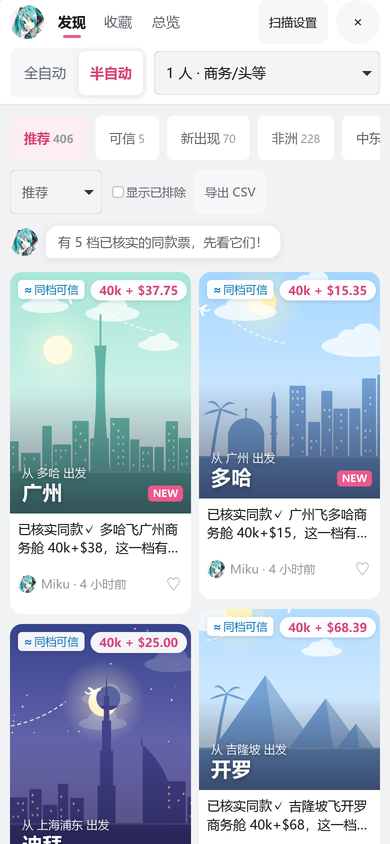 发现 收藏 总览 扫描设置 ×
全自动 半自动 1 人 · 商务/头等
推荐 406 可信 5 新出现 70 非洲 228 中东
推荐 显示已排除 导出 CSV
有 5 档已核实的同款票，先看它们！
≈ 同档可信 40k + $37.75
从 多哈 出发
广州 NEW
已核实同款✓ 多哈飞广州商
务舱 40k+$38，这一档有…
Miku · 4 小时前 ♡
≈ 同档可信 40k + $15.35
从 广州 出发
多哈 NEW
已核实同款✓ 广州飞多哈商
务舱 40k+$15，这一档有…
Miku · 4 小时前 ♡
≈ 同档可信 40k + $25.00
从 上海浦东 出发
迪拜
≈ 同档可信 40k + $68.39
从 吉隆坡 出发
开罗
已核实同款✓ 吉隆坡飞开罗
商务舱 40k+$68，这一档…